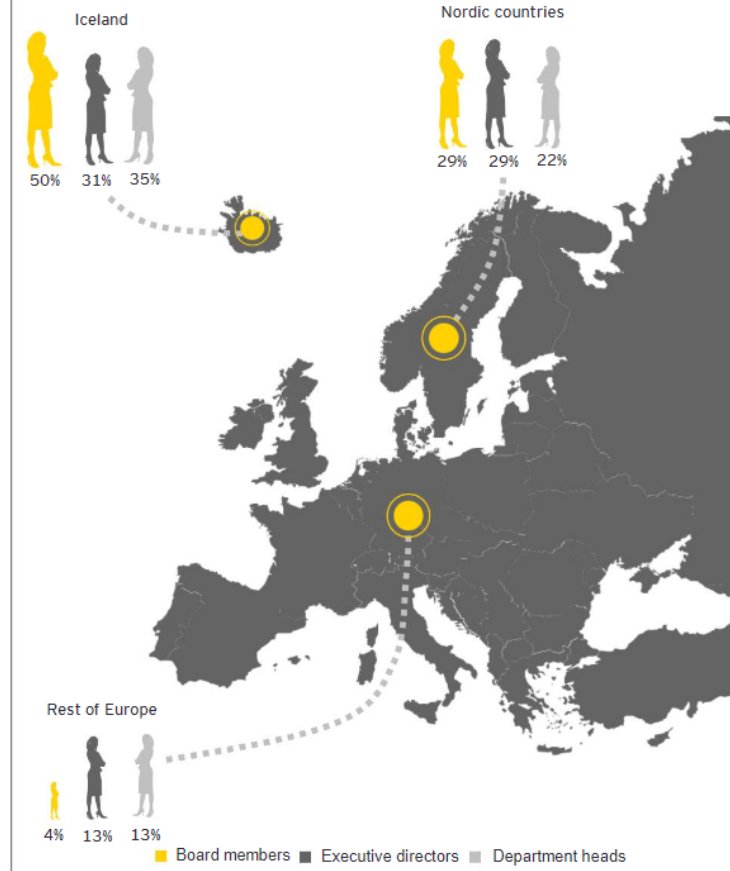 Iceland
50% 31% 35%
Nordic countries
29% 29% 22%
Rest of Europe
4% 13% 13%
Board members Executive directors Department heads